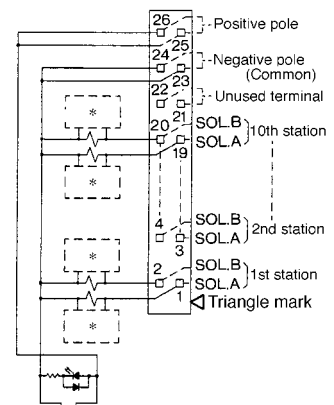 26
Positive pole
25
24
Negative pole
(Common)
23
22
Unused terminal
21
20
SOL.B
10th station
*
SOL.A
19
*
4
SOL.B
2nd station
SOL.A
3
*
2
SOL.B
1st station
SOL.A
1
Triangle mark
*